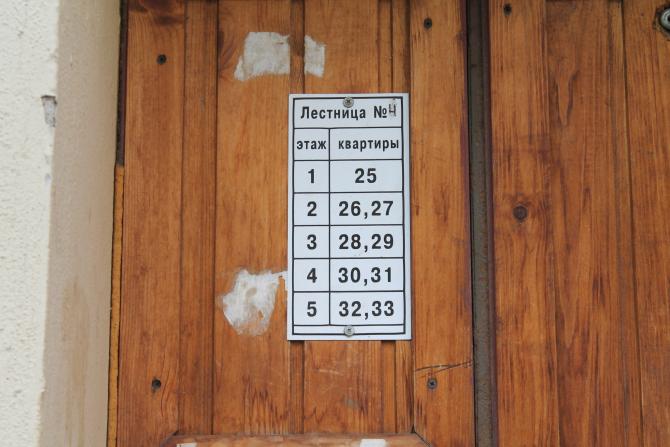 Лестница №4
этаж квартиры
1 25
2 26,27
3 28,29
4 30,31
5 32,33